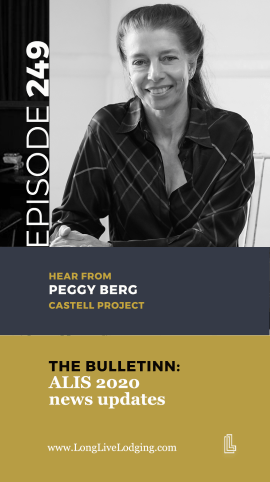 EPISODE 249
HEAR FROM
PEGGY BERG
CASTELL PROJECT
THE BULLETINN:
ALIS 2020
news updates
www.LongLiveLodging.com